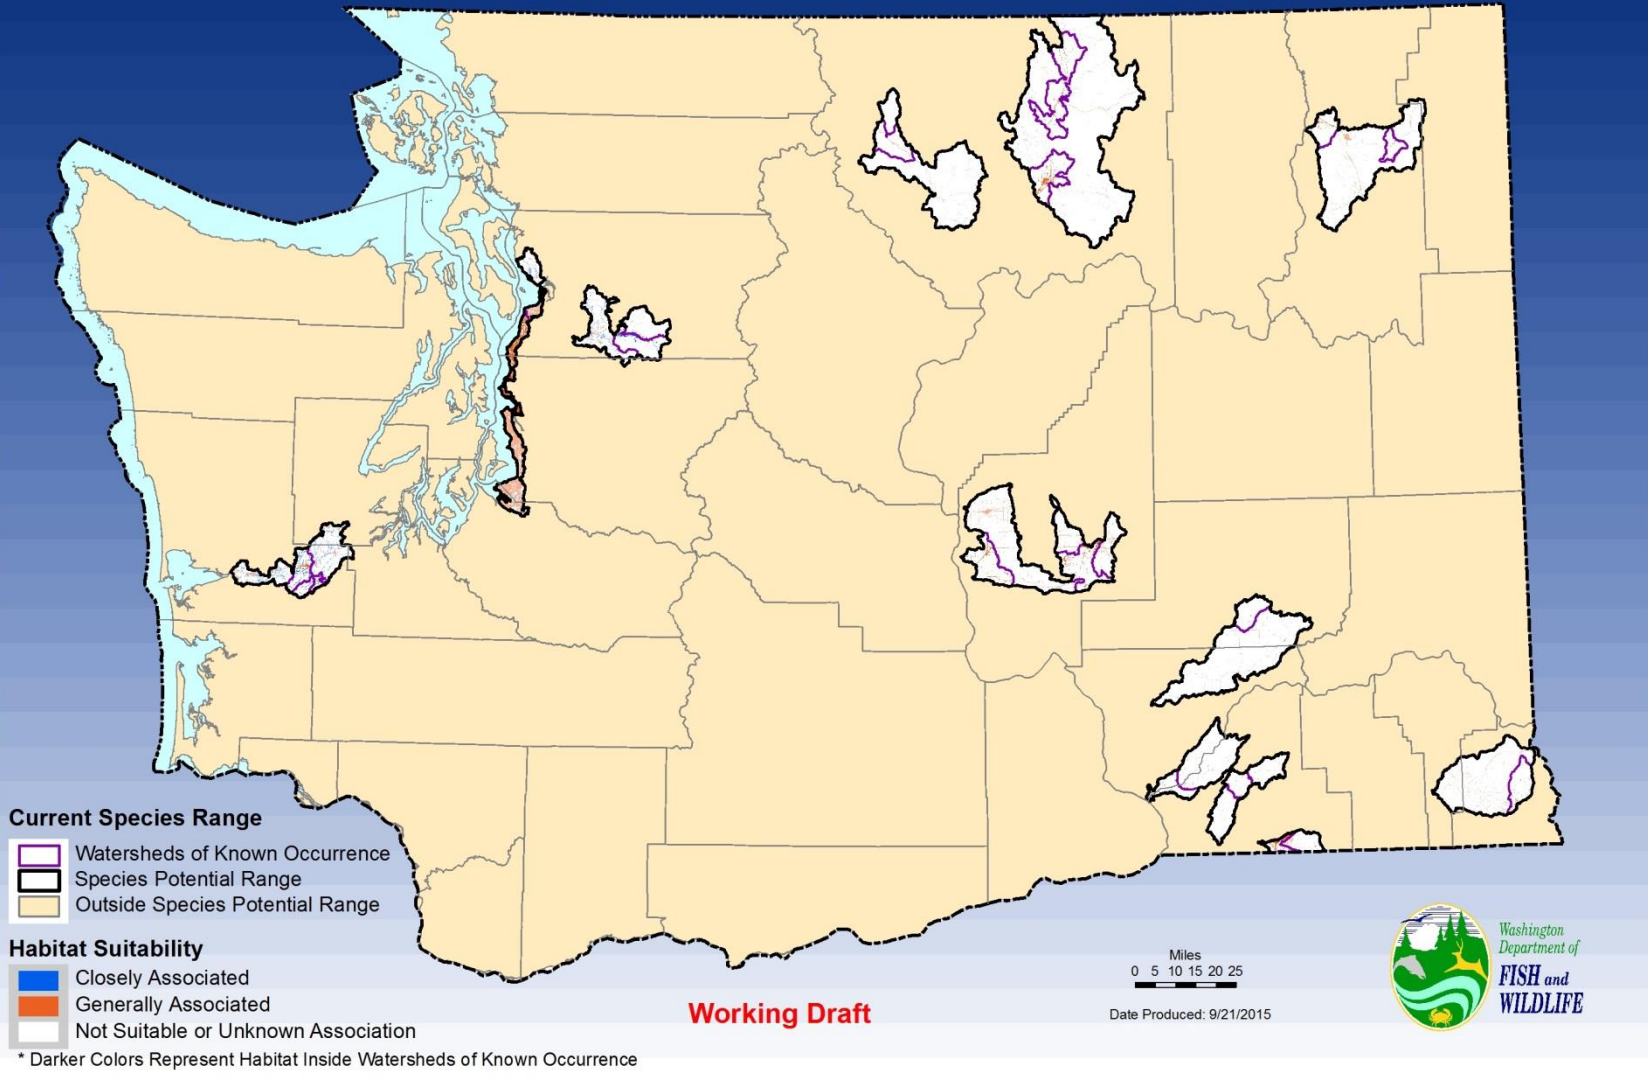 Current Species Range
Watersheds of Known Occurrence
Species Potential Range
Outside Species Potential Range
Habitat Suitability
Closely Associated
Generally Associated
Not Suitable or Unknown Association
* Darker Colors Represent Habitat Inside Watersheds of Known Occurrence
Working Draft
Miles
0 5 10 15 20 25
Date Produced: 9/21/2015
Washington
Department of
FISH and
WILDLIFE